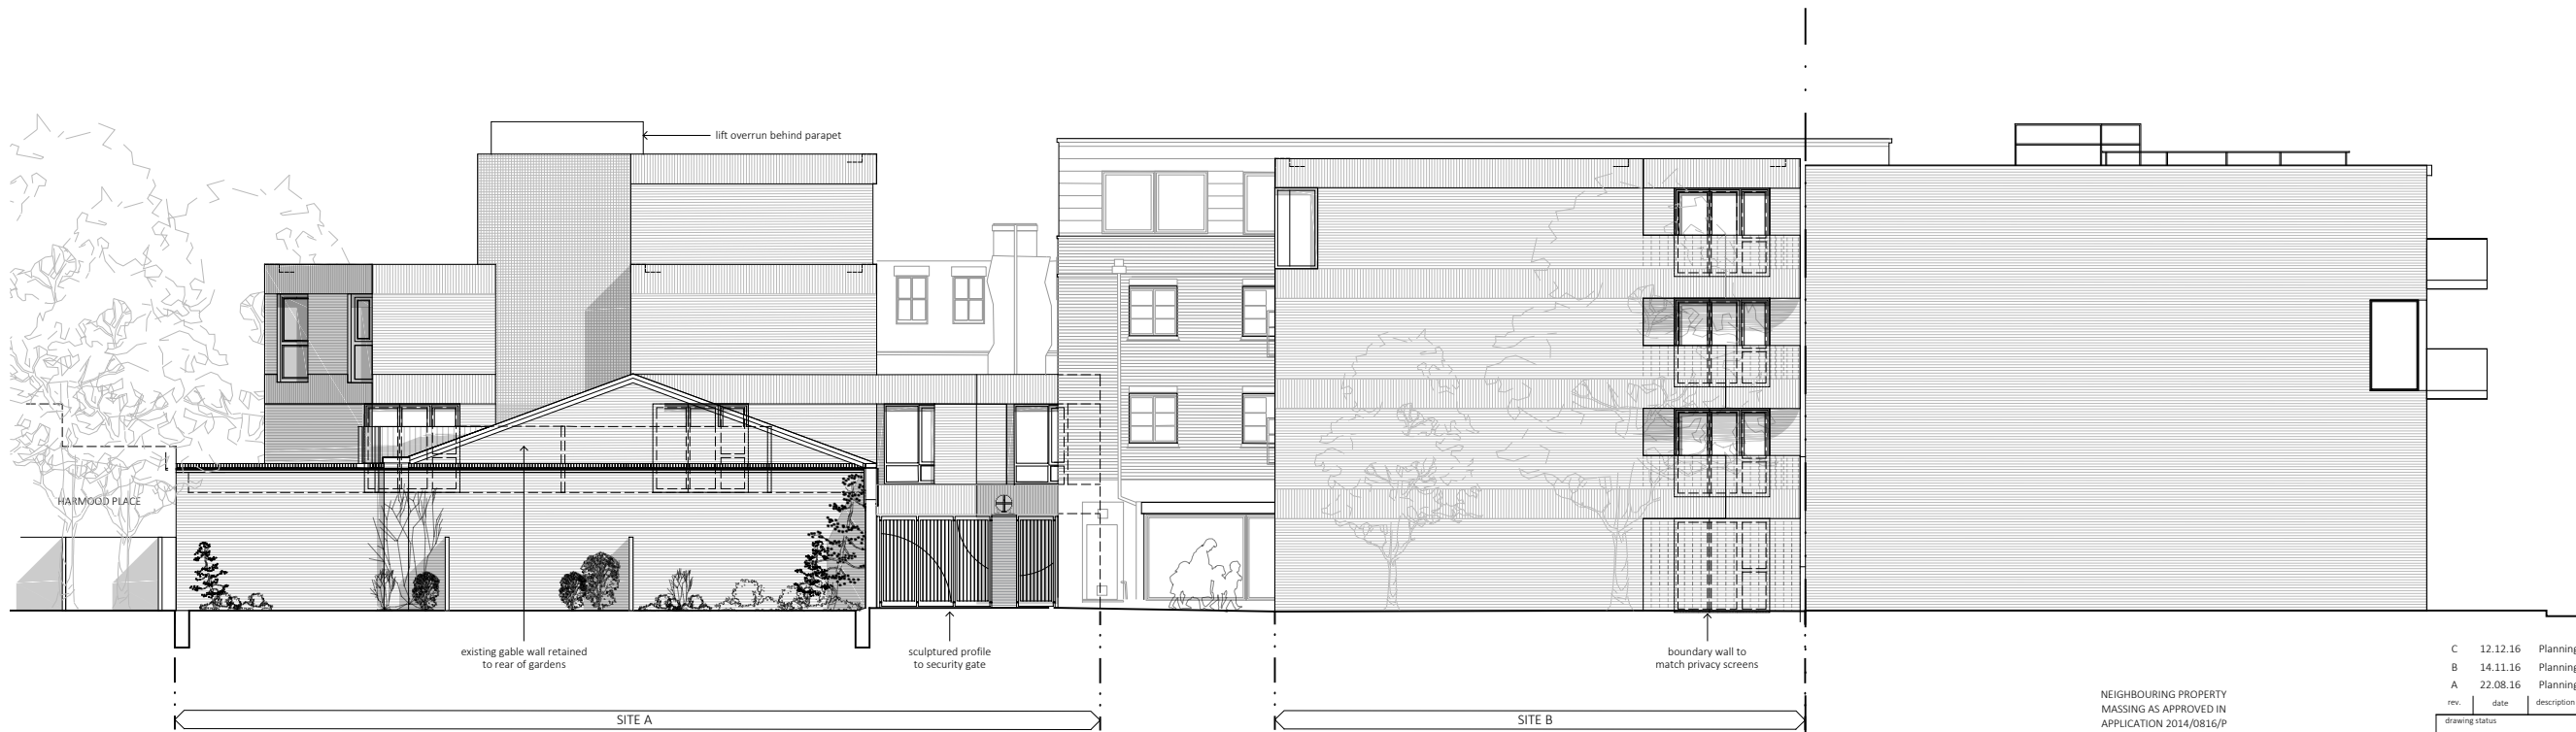 lift overrun behind parapet
HARMOOD PLACE
existing gable wall retained
to rear of gardens
sculptured profile
to security gate
boundary wall to
match privacy screens
SITE A
SITE B
NEIGHBOURING PROPERTY
MASSING AS APPROVED IN
APPLICATION 2014/0816/P
C 12.12.16 Planning
B 14.11.16 Planning
A 22.08.16 Planning
rev. date description
drawing status